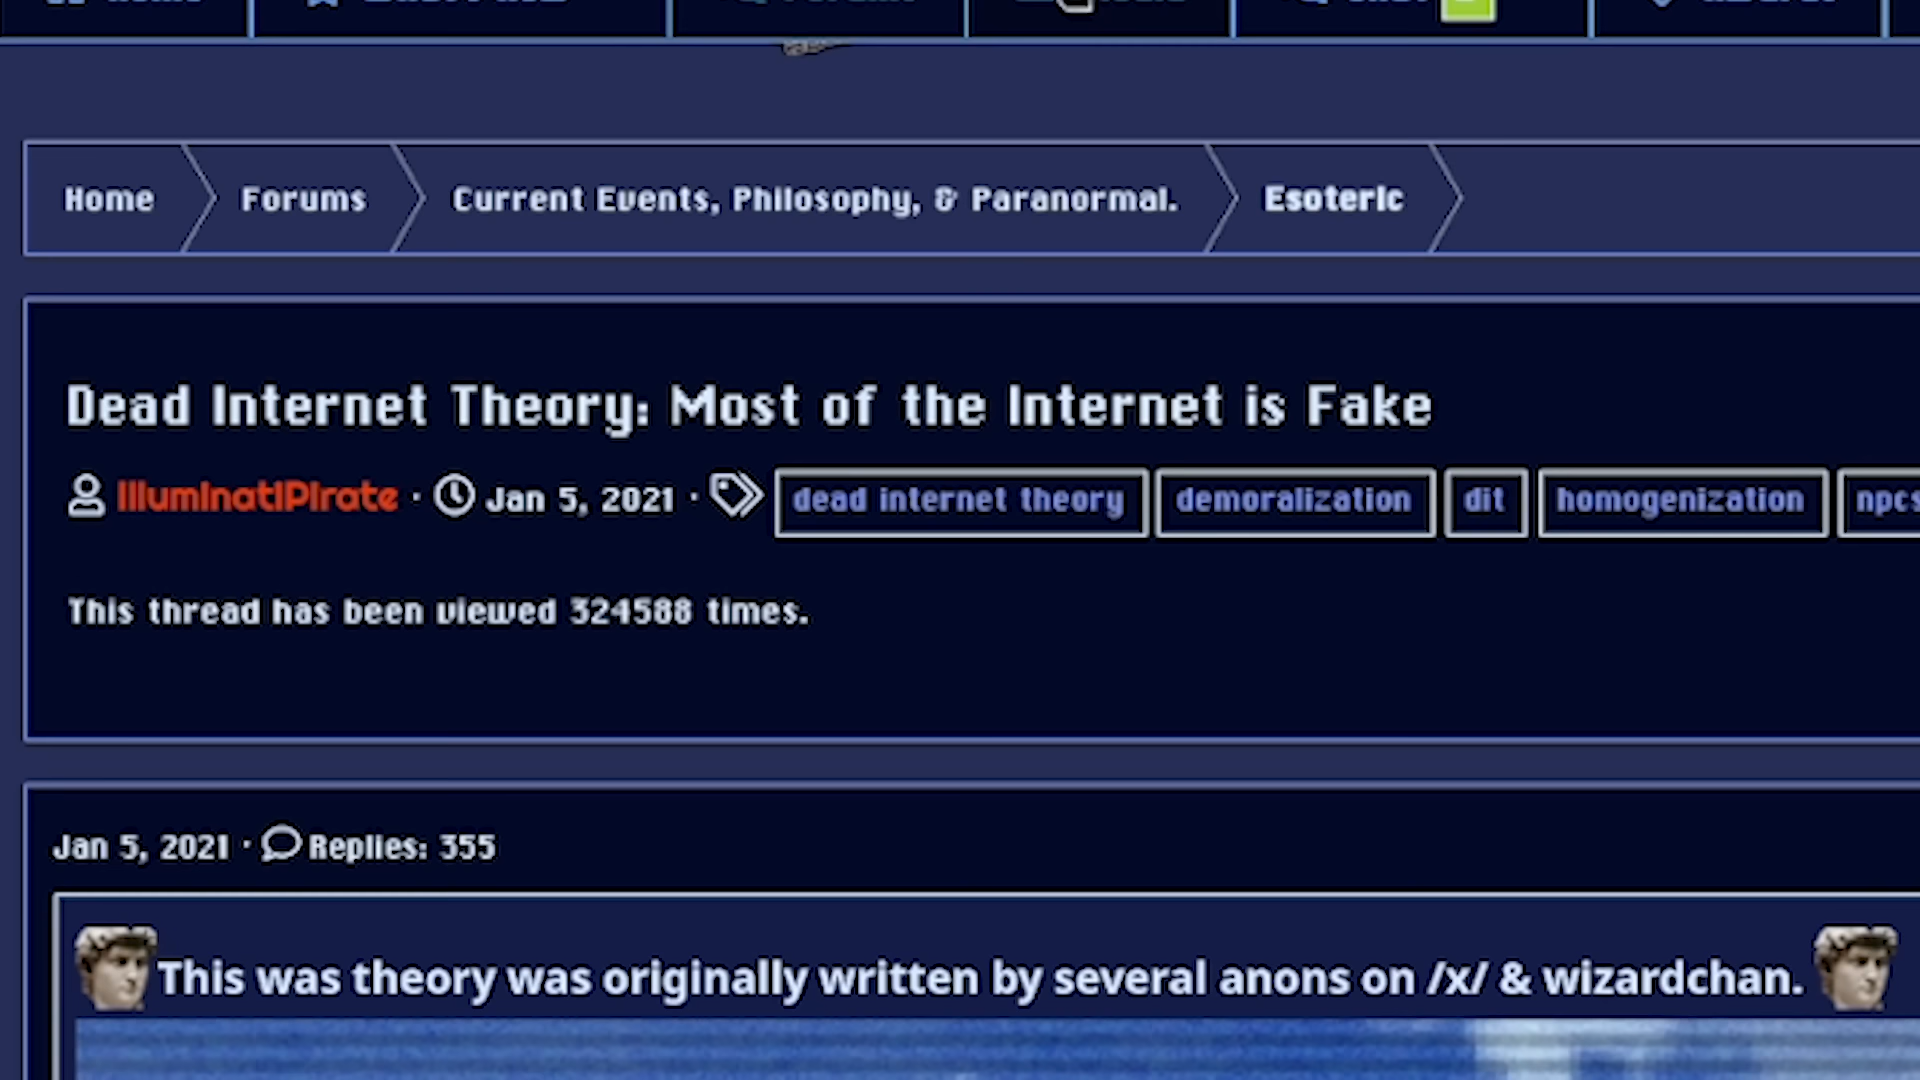 Home Forums Current Events, Philosophy, & Paranormal. Esoteric
Dead Internet Theory: Most of the Internet is Fake
IlluminatiPirate · Jan 5, 2021 · dead internet theory demoralization dit homogenization npcs
This thread has been viewed 324588 times.
Jan 5, 2021 · Replies: 355
This was theory was originally written by several anons on /x/ & wizardchan.